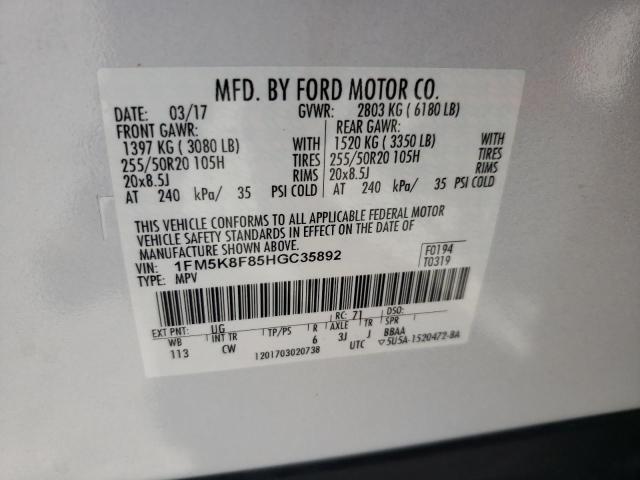 MFD. BY FORD MOTOR CO.
DATE: 03/17 GVWR: 2803 KG ( 6180 LB)
FRONT GAWR: REAR GAWR:
1397 KG ( 3080 LB) WITH 1520 KG ( 3350 LB) WITH
255/50R20 105H TIRES 255/50R20 105H TIRES
20x8.5J RIMS 20x8.5J RIMS
AT 240 kPa/ 35 PSI COLD AT 240 kPa/ 35 PSI COLD
THIS VEHICLE CONFORMS TO ALL APPLICABLE FEDERAL MOTOR
VEHICLE SAFETY STANDARDS IN EFFECT ON THE DATE OF
MANUFACTURE SHOWN ABOVE.
VIN: 1FM5K8F85HGC35892 F0194
TYPE: MPV T0319
EXT PNT: UG RC: 71 DSO:
WB INT TR TP/PS R AXLE TR SPR
113 CW 6 3J J BBAA
1201703020738 UTC ▽5U5A-1520472-BA